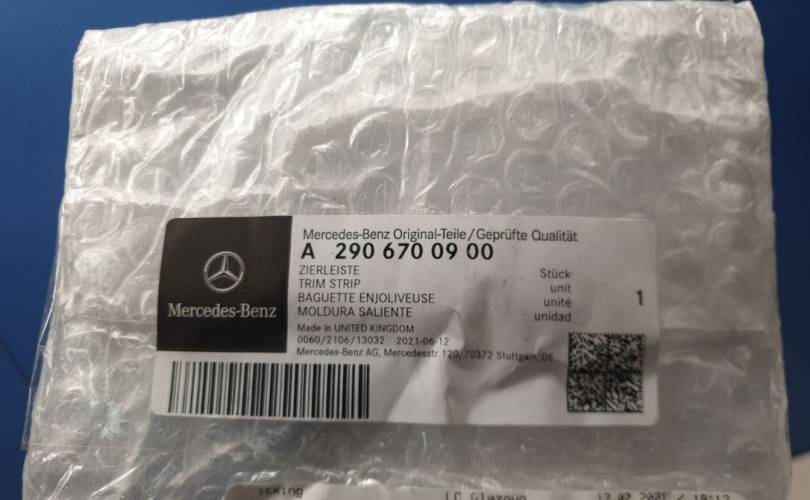 Mercedes-Benz Original-Teile/Geprüfte Qualität
A 290 670 09 00
ZIERLEISTE
TRIM STRIP
BAGUETTE ENJOLIVEUSE
MOLDURA SALIENTE
Stück
unit
unité
unidad
1
Made in UNITED KINGDOM
0060/2106/13032 2021-06-12
Mercedes-Benz AG, Mercedesstr.120, 70372 Stuttgart, DE
Mercedes-Benz